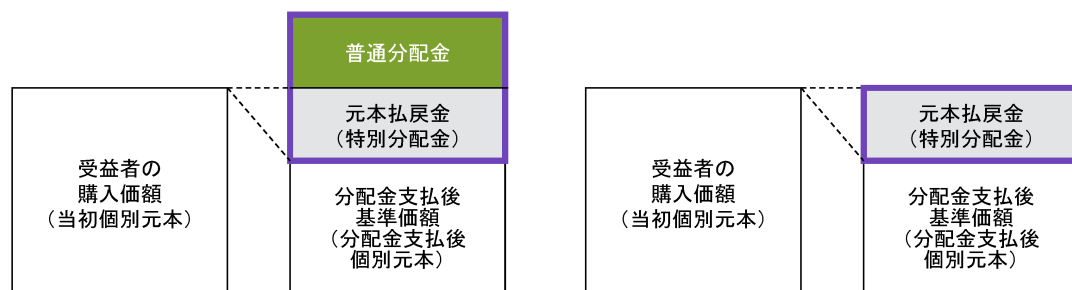 普通分配金
元本払戻金
（特別分配金）
受益者の
購入価額
（当初個別元本）
分配金支払後
基準価額
（分配金支払後
個別元本）
元本払戻金
（特別分配金）
受益者の
購入価額
（当初個別元本）
分配金支払後
基準価額
（分配金支払後
個別元本）